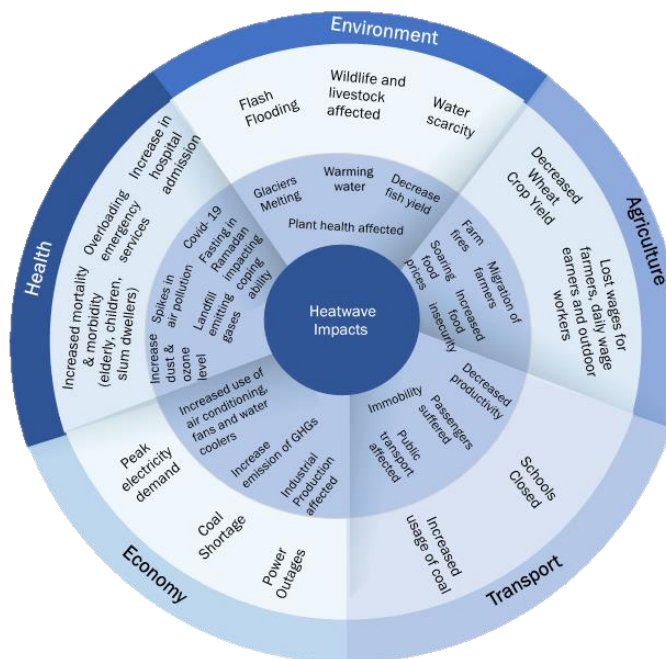 Environment
Flash
Flooding
Wildlife and
livestock
affected
Water
scarcity
Glaciers
Melting
Warming
water
Decrease
fish yield
Plant health affected
Agriculture
Decreased
Wheat
Crop Yield
Lost wages for
farmers, daily wage
earners and outdoor
workers
Farm
fires
Migration of
farmers
Soaring
food
prices
Increased
food
insecurity
Transport
Schools
Closed
Increased
usage of coal
Decreased
productivity
Passengers
suffered
Immobility
Public
transport
affected
Economy
Peak
electricity
demand
Coal
Shortage
Power
Outages
Increased use of
air conditioning,
fans and water
coolers
Increase
emission of GHGs
Industrial
Production
affected
Health
Increase in
hospital
admission
Overloading
emergency
services
Increased mortality
& morbidity
(elderly, children,
slum dwellers)
Covid- 19
Fasting in
Ramadan
impacting
coping
ability
Spikes in
air pollution
Landfill
emitting
gases
Increase
dust &
ozone
level
Heatwave
Impacts